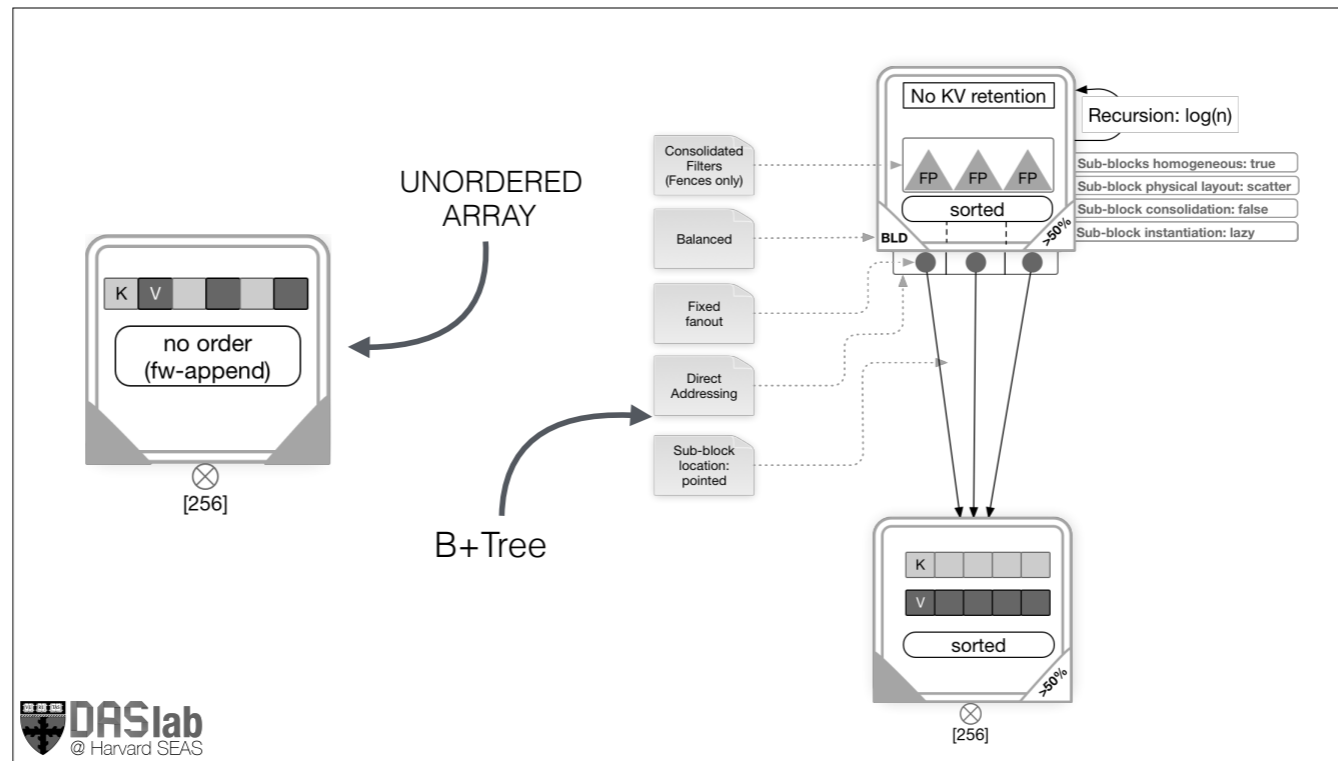 UNORDERED
ARRAY
K V
no order
(fw-append)
[256]
B+Tree
Consolidated
Filters
(Fences only)
Balanced
Fixed
fanout
Direct
Addressing
Sub-block
location:
pointed
No KV retention
Recursion: log(n)
FP FP FP
sorted
BLD
>50%
Sub-blocks homogeneous: true
Sub-block physical layout: scatter
Sub-block consolidation: false
Sub-block instantiation: lazy
K
V
sorted
>50%
[256]
DASlab
@ Harvard SEAS